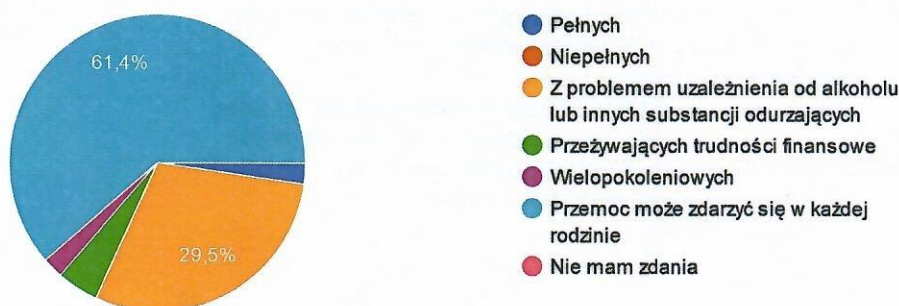 61,4%
29,5%
Pełnych
Niepełnych
Z problemem uzależnienia od alkoholu
lub innych substancji odurzających
Przeżywających trudności finansowe
Wielopokoleniowych
Przemoc może zdarzyć się w każdej
rodzinie
Nie mam zdania